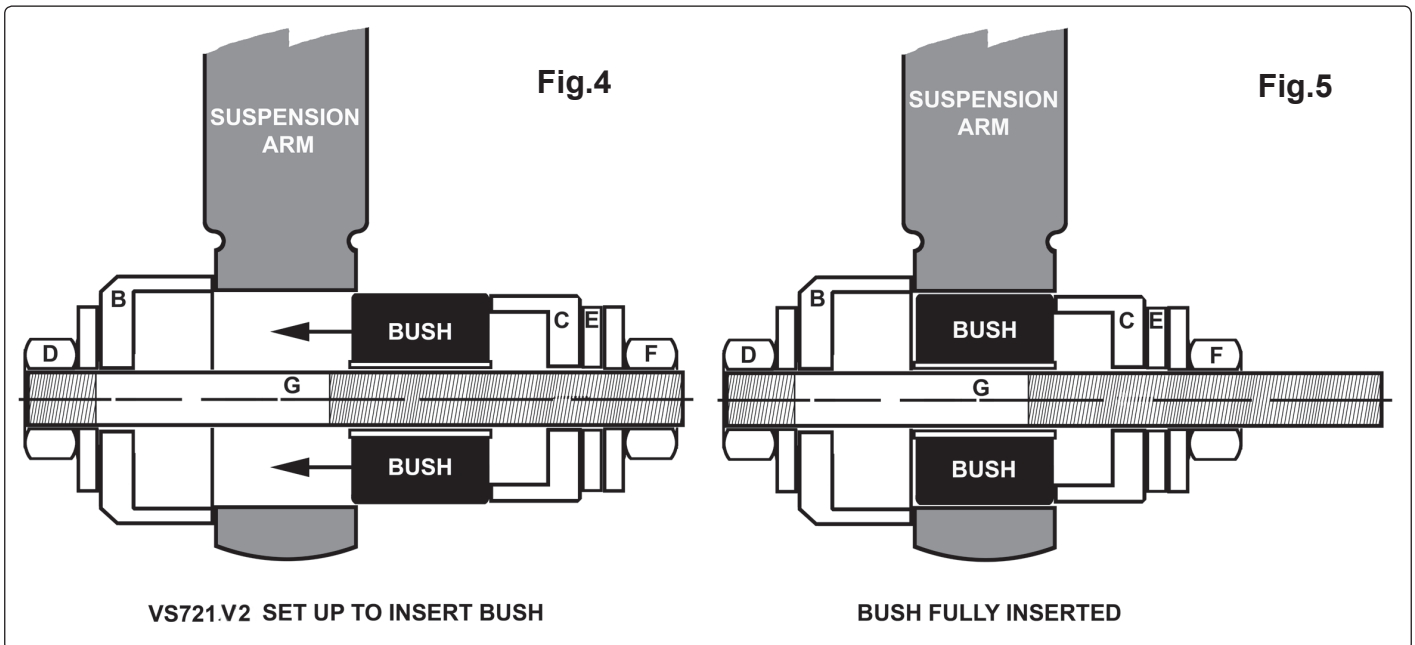 Fig.4
SUSPENSION
ARM
B
BUSH
C
E
D
F
G
BUSH
VS721.V2 SET UP TO INSERT BUSH
Fig.5
SUSPENSION
ARM
B
BUSH
C
E
D
F
G
BUSH
BUSH FULLY INSERTED